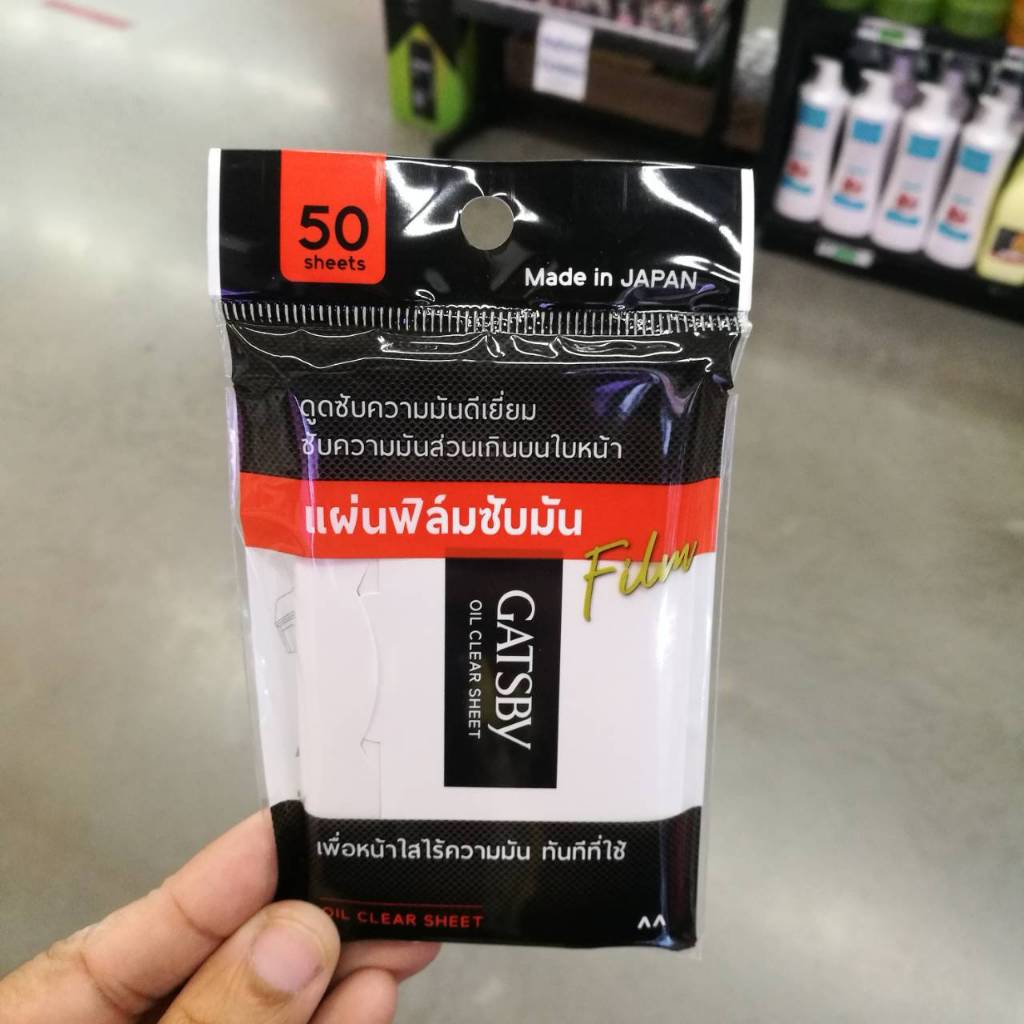 50
sheets
Made in JAPAN
ดูดซับความมันดีเยี่ยม
ซับความมันส่วนเกินบนใบหน้า
แผ่นฟิล์มซับมัน
Film
GATSBY
OIL CLEAR SHEET
เพื่อหน้าใสไร้ความมัน ทันทีที่ใช้
OIL CLEAR SHEET